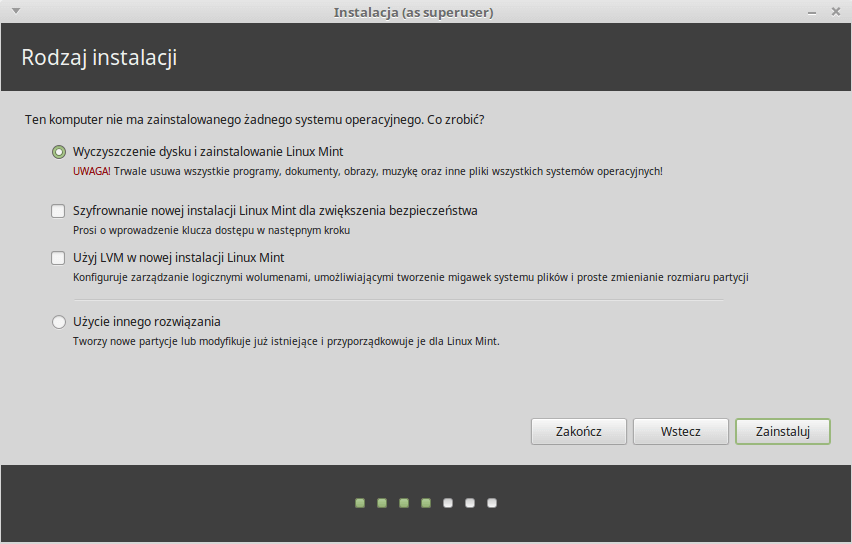 Instalacja (as superuser)
Rodzaj instalacji
Ten komputer nie ma zainstalowanego żadnego systemu operacyjnego. Co zrobić?
Wyczyszczenie dysku i zainstalowanie Linux Mint
UWAGA! Trwale usuwa wszystkie programy, dokumenty, obrazy, muzykę oraz inne pliki wszystkich systemów operacyjnych!
Szyfrownanie nowej instalacji Linux Mint dla zwiększenia bezpieczeństwa
Prosi o wprowadzenie klucza dostępu w następnym kroku
Użyj LVM w nowej instalacji Linux Mint
Konfiguruje zarządzanie logicznymi wolumenami, umożliwiającymi tworzenie migawek systemu plików i proste zmienianie rozmiaru partycji
Użycie innego rozwiązania
Tworzy nowe partycje lub modyfikuje już istniejące i przyporządkowuje je dla Linux Mint.
Zakończ
Wstecz
Zainstaluj